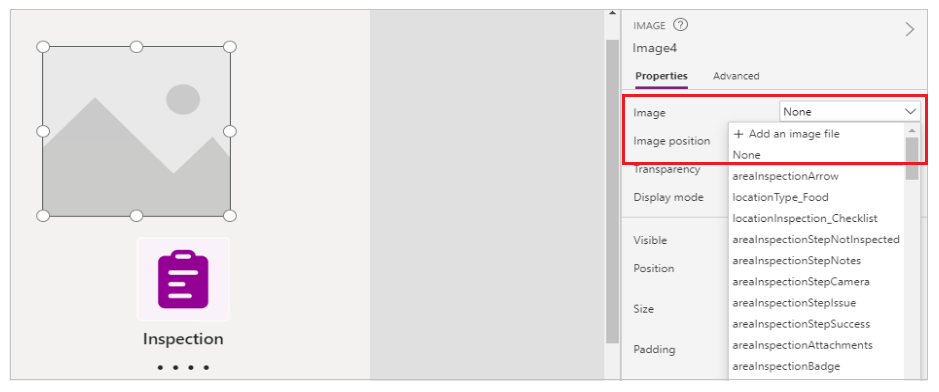 Inspection
IMAGE
Image4
Properties Advanced
Image None
+ Add an image file
Image position
None
Transparency
areaInspectionArrow
Display mode
locationType_Food
locationInspection_Checklist
Visible
areaInspectionStepNotInspected
areaInspectionStepNotes
Position
areaInspectionStepCamera
Size
areaInspectionStepIssue
areaInspectionStepSuccess
Padding
areaInspectionAttachments
areaInspectionBadge